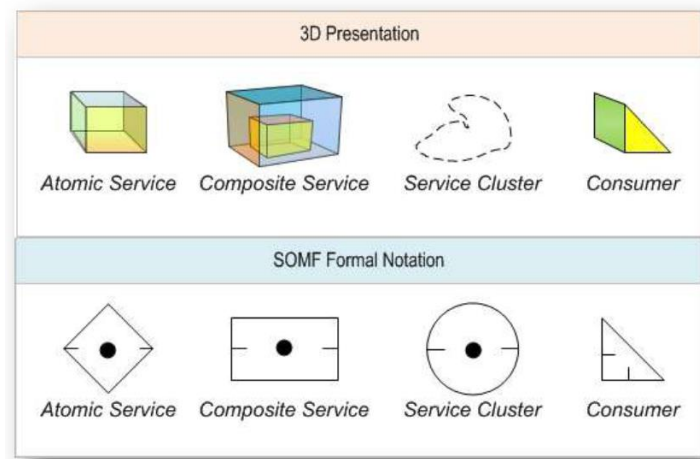 3D Presentation
Atomic Service Composite Service Service Cluster Consumer
SOMF Formal Notation
Atomic Service Composite Service Service Cluster Consumer